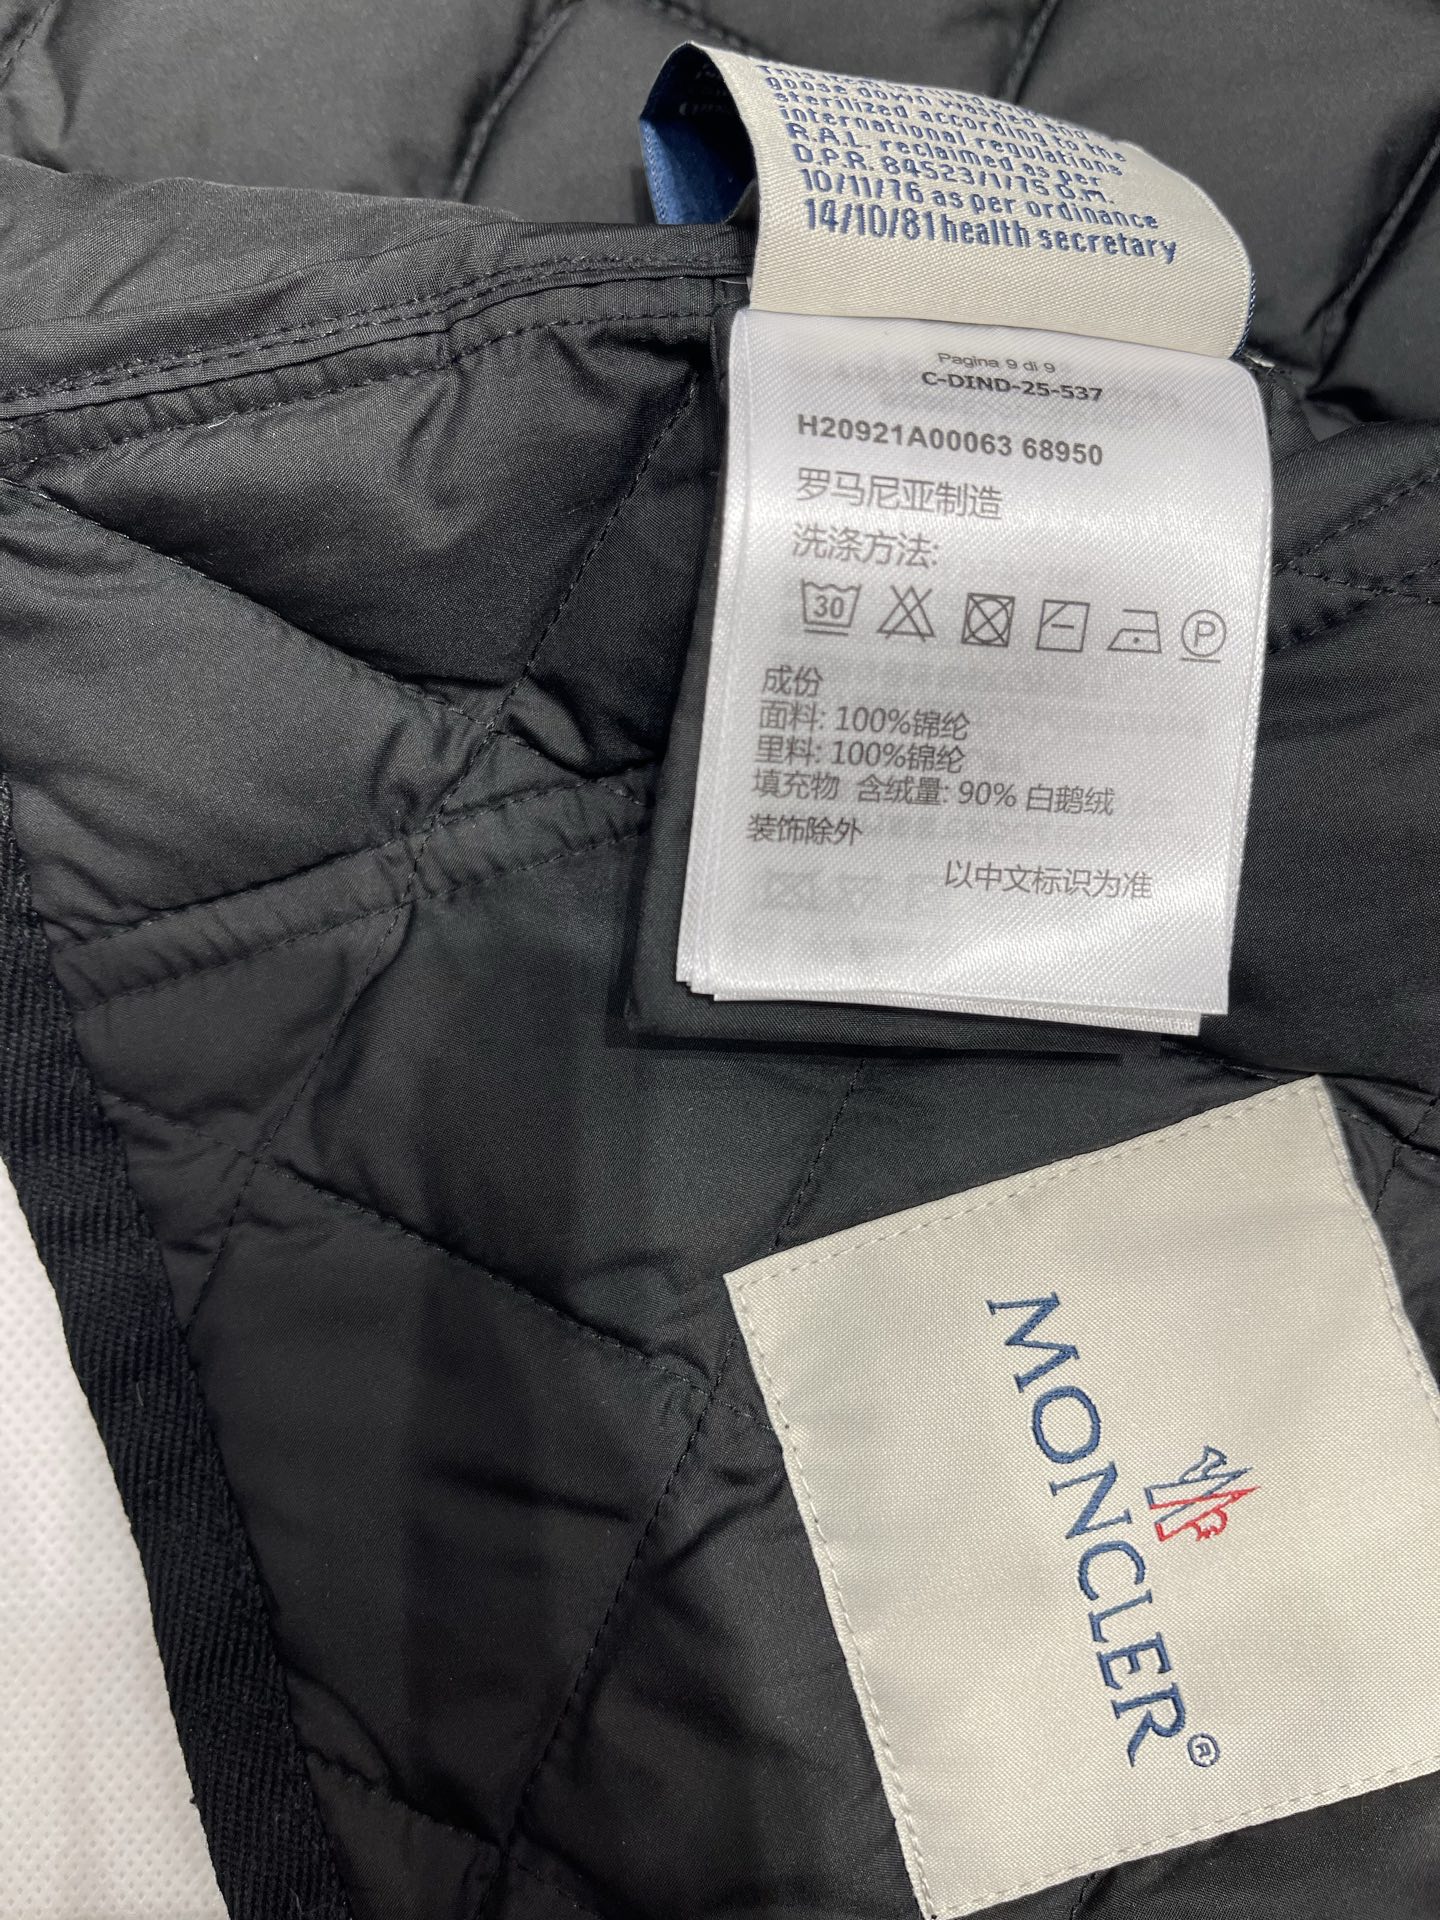 goose down washed and
sterilized according to the
international regulations
R.A.L. reclaimed as per
D.P.R. 84523/1/75 D.M.
10/11/76 as per ordinance
14/10/81 health secretary
Pagina 9 di 9
C-DIND-25-537
H20921A00063 68950
罗马尼亚制造
洗涤方法:
30 P
成份
面料: 100%锦纶
里料: 100%锦纶
填充物 含绒量: 90% 白鹅绒
装饰除外
以中文标识为准
MONCLER®